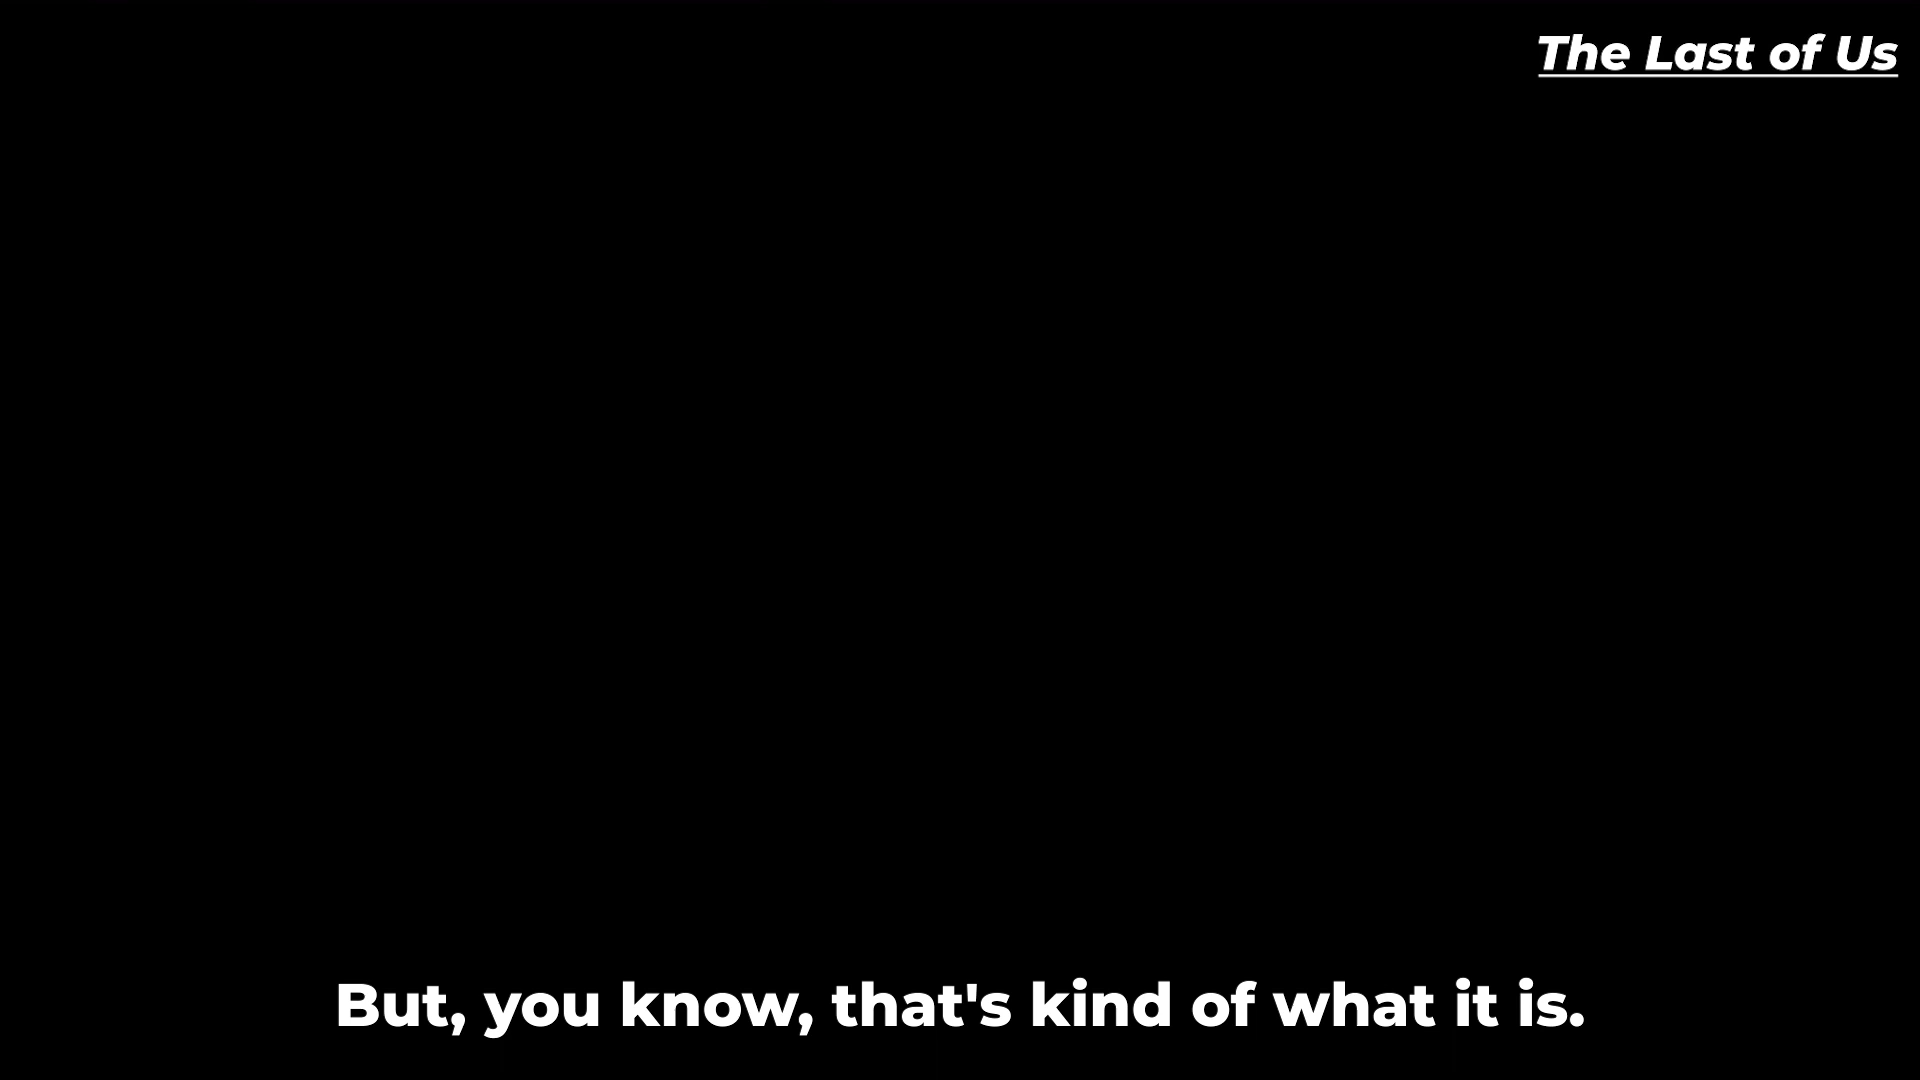 The Last of Us
But, you know, that's kind of what it is.